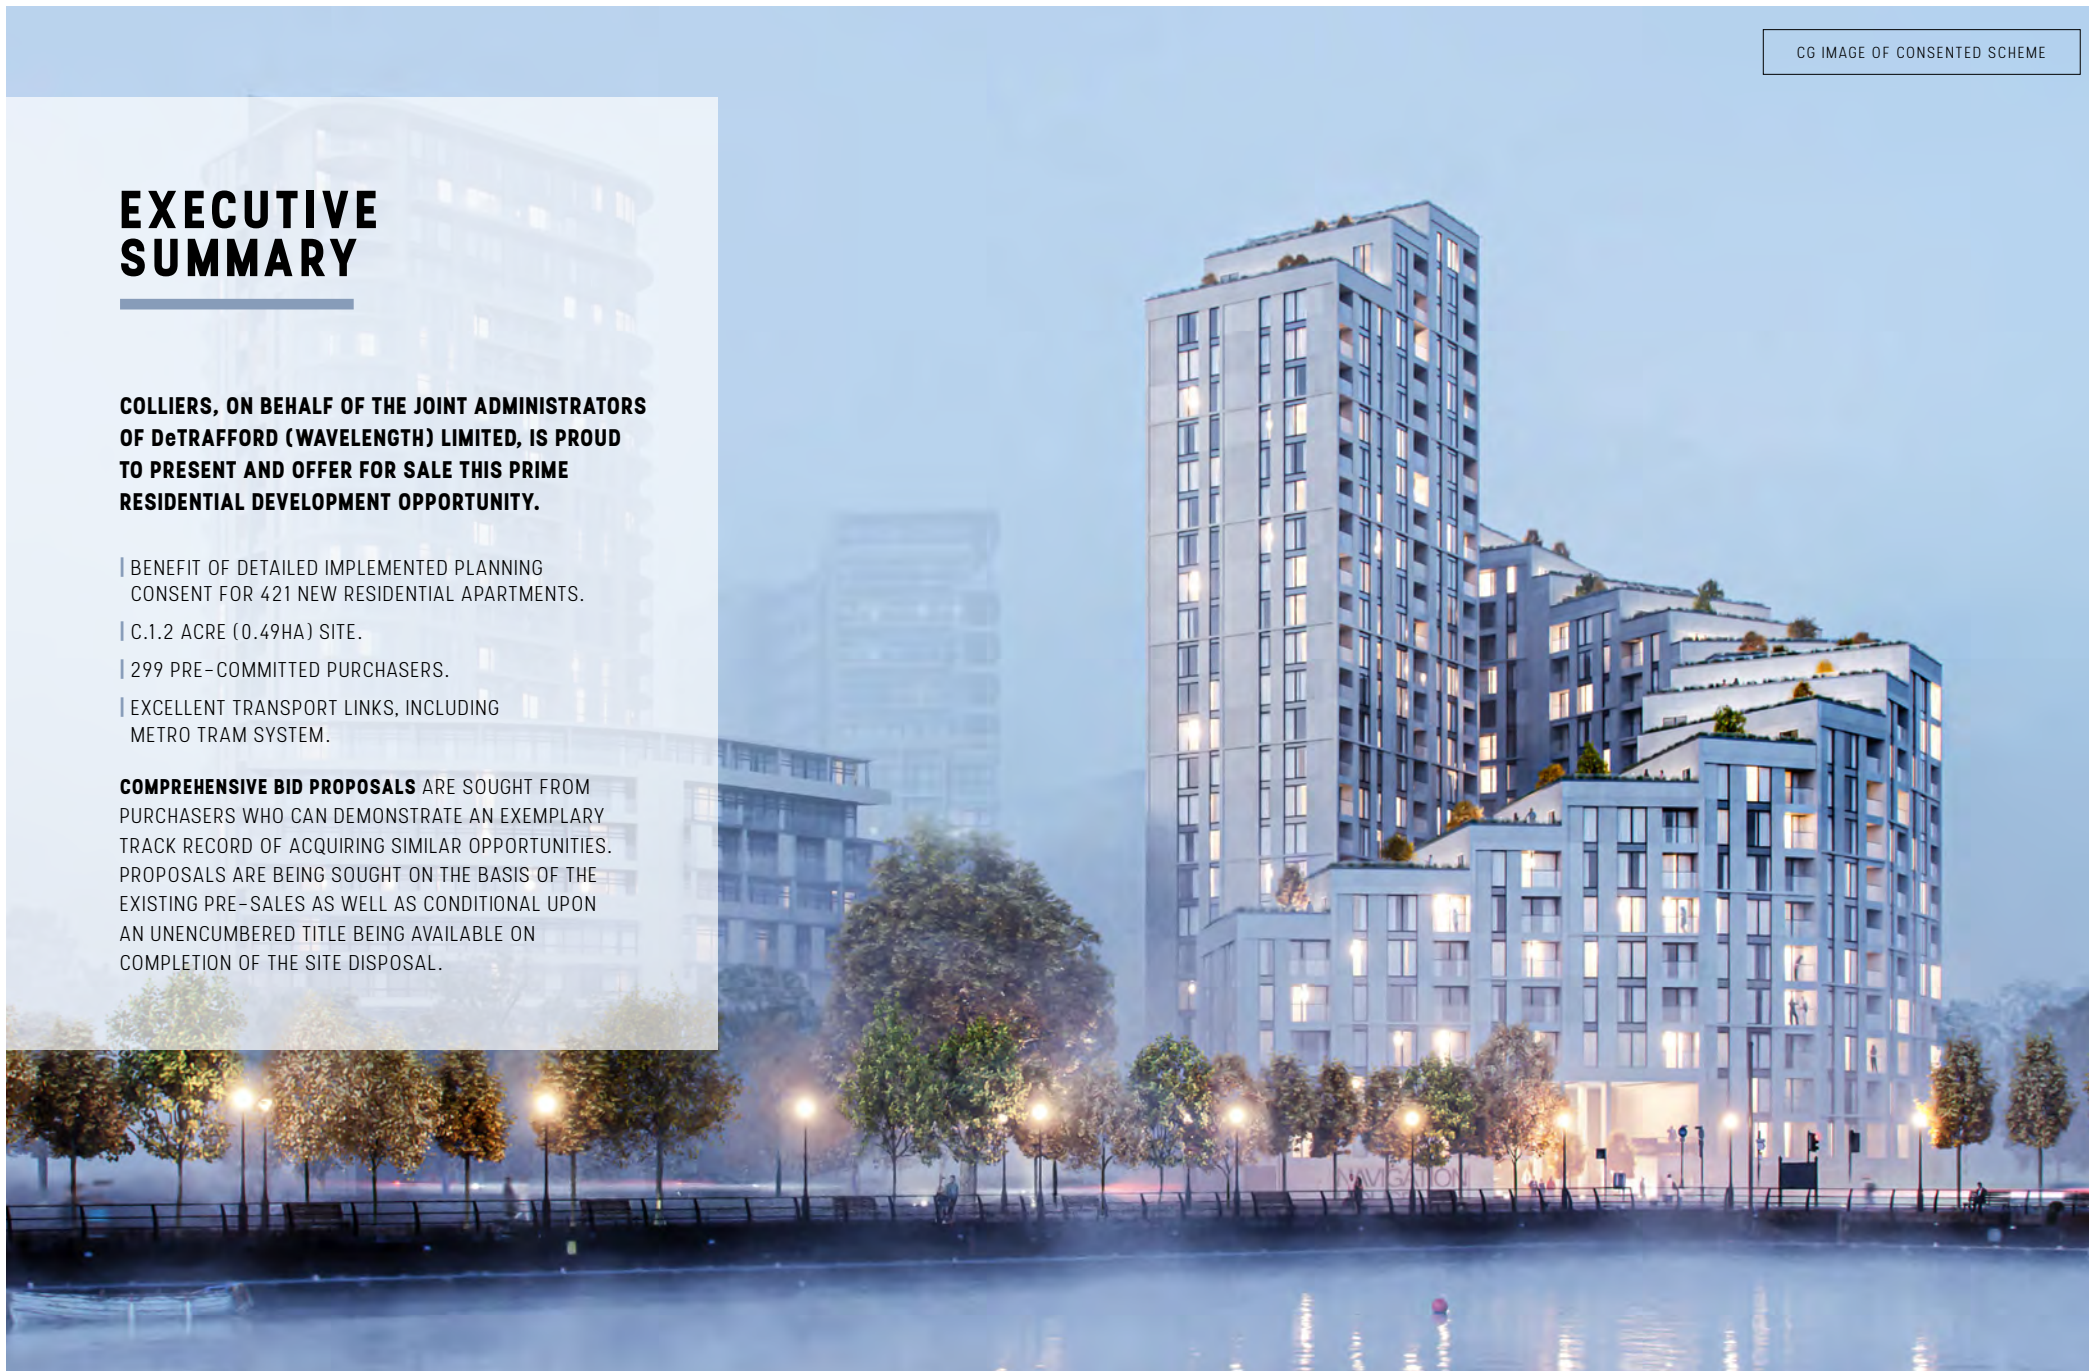 CG IMAGE OF CONSENTED SCHEME
EXECUTIVE
SUMMARY
COLLIERS, ON BEHALF OF THE JOINT ADMINISTRATORS
OF DeTRAFFORD (WAVELENGTH) LIMITED, IS PROUD
TO PRESENT AND OFFER FOR SALE THIS PRIME
RESIDENTIAL DEVELOPMENT OPPORTUNITY.
BENEFIT OF DETAILED IMPLEMENTED PLANNING
CONSENT FOR 421 NEW RESIDENTIAL APARTMENTS.
C.1.2 ACRE (0.49HA) SITE.
299 PRE-COMMITTED PURCHASERS.
EXCELLENT TRANSPORT LINKS, INCLUDING
METRO TRAM SYSTEM.
COMPREHENSIVE BID PROPOSALS ARE SOUGHT FROM
PURCHASERS WHO CAN DEMONSTRATE AN EXEMPLARY
TRACK RECORD OF ACQUIRING SIMILAR OPPORTUNITIES.
PROPOSALS ARE BEING SOUGHT ON THE BASIS OF THE
EXISTING PRE-SALES AS WELL AS CONDITIONAL UPON
AN UNENCUMBERED TITLE BEING AVAILABLE ON
COMPLETION OF THE SITE DISPOSAL.
NAVIGATION